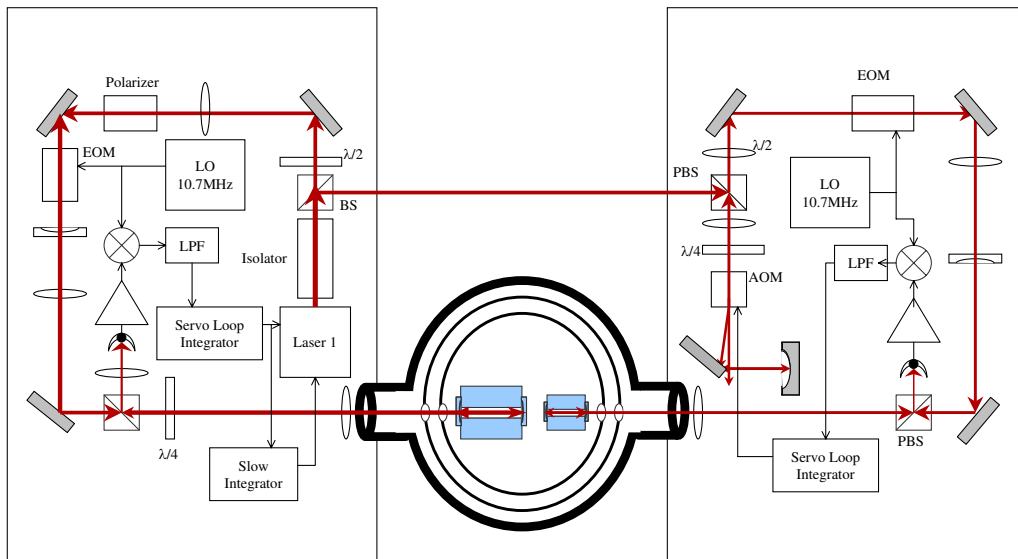 Polarizer
EOM
LO
10.7MHz
λ/2
BS
LPF
Isolator
Servo Loop
Integrator
Laser 1
λ/4
Slow
Integrator
EOM
λ/2
PBS
LO
10.7MHz
λ/4
LPF
AOM
PBS
Servo Loop
Integrator